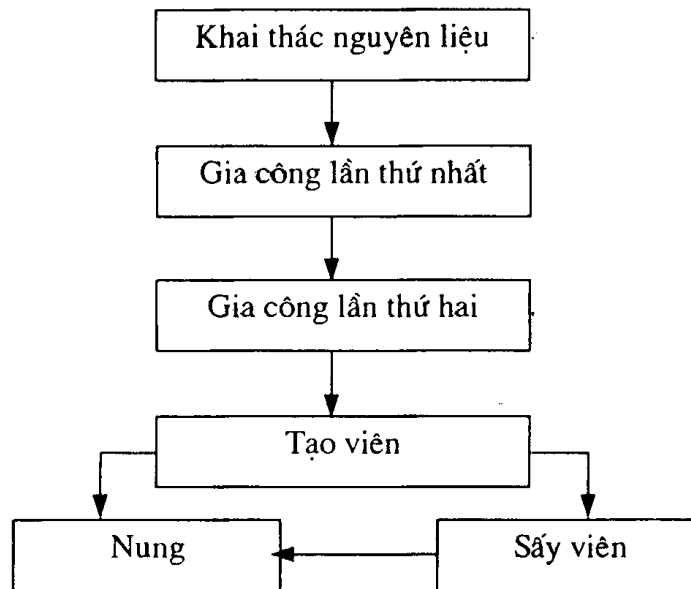 Khai thác nguyên liệu
Gia công lần thứ nhất
Gia công lần thứ hai
Tạo viên
Nung
Sấy viên